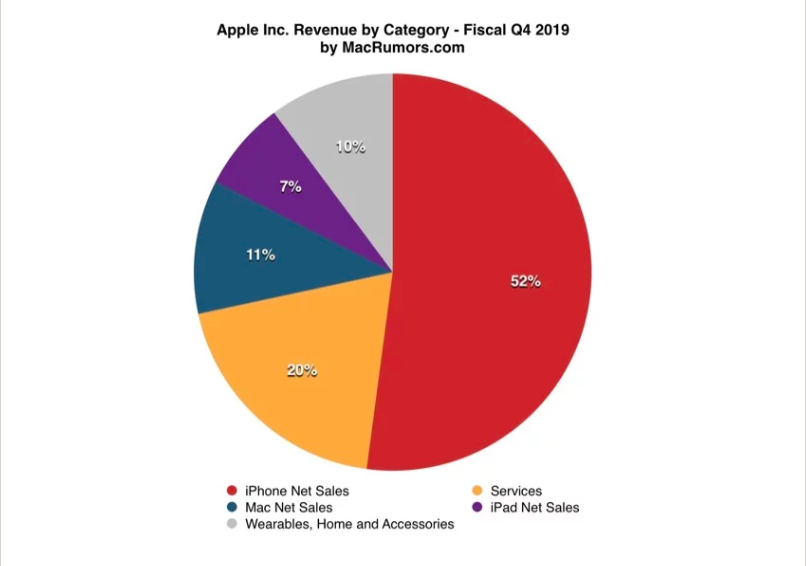 Apple Inc. Revenue by Category - Fiscal Q4 2019
by MacRumors.com
10%
7%
11%
52%
20%
iPhone Net Sales
Services
Mac Net Sales
iPad Net Sales
Wearables, Home and Accessories